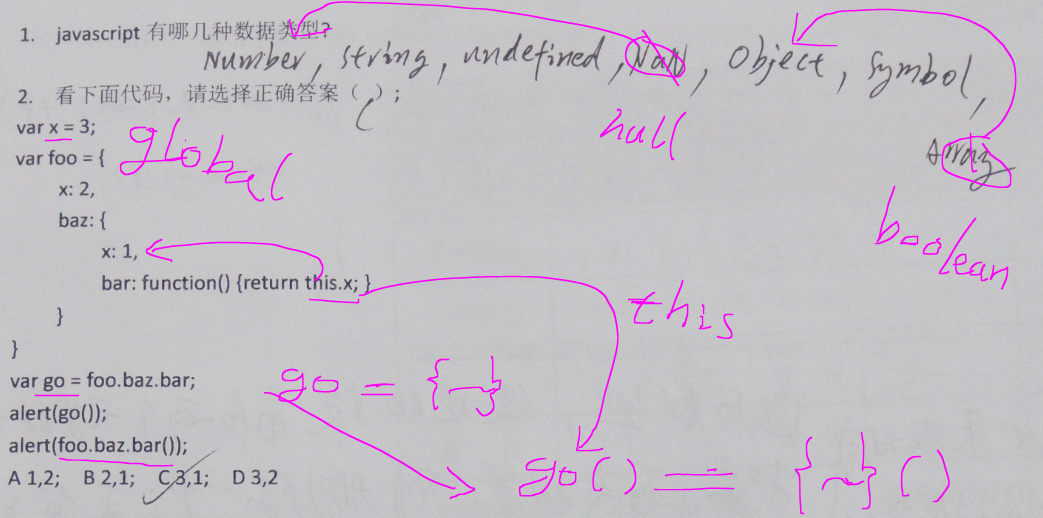 1. javascript 有哪几种数据类型?
Number, string, undefined, NaN, Object, Symbol,
array
null
boolean
2. 看下面代码，请选择正确答案（C）;
var x = 3;
global
var foo = {
x: 2,
baz: {
x: 1,
bar: function() {return this.x; }
this
}
}
go = {~}
var go = foo.baz.bar;
alert(go());
alert(foo.baz.bar());
go() = {~}()
A 1,2; B 2,1; C 3,1; D 3,2